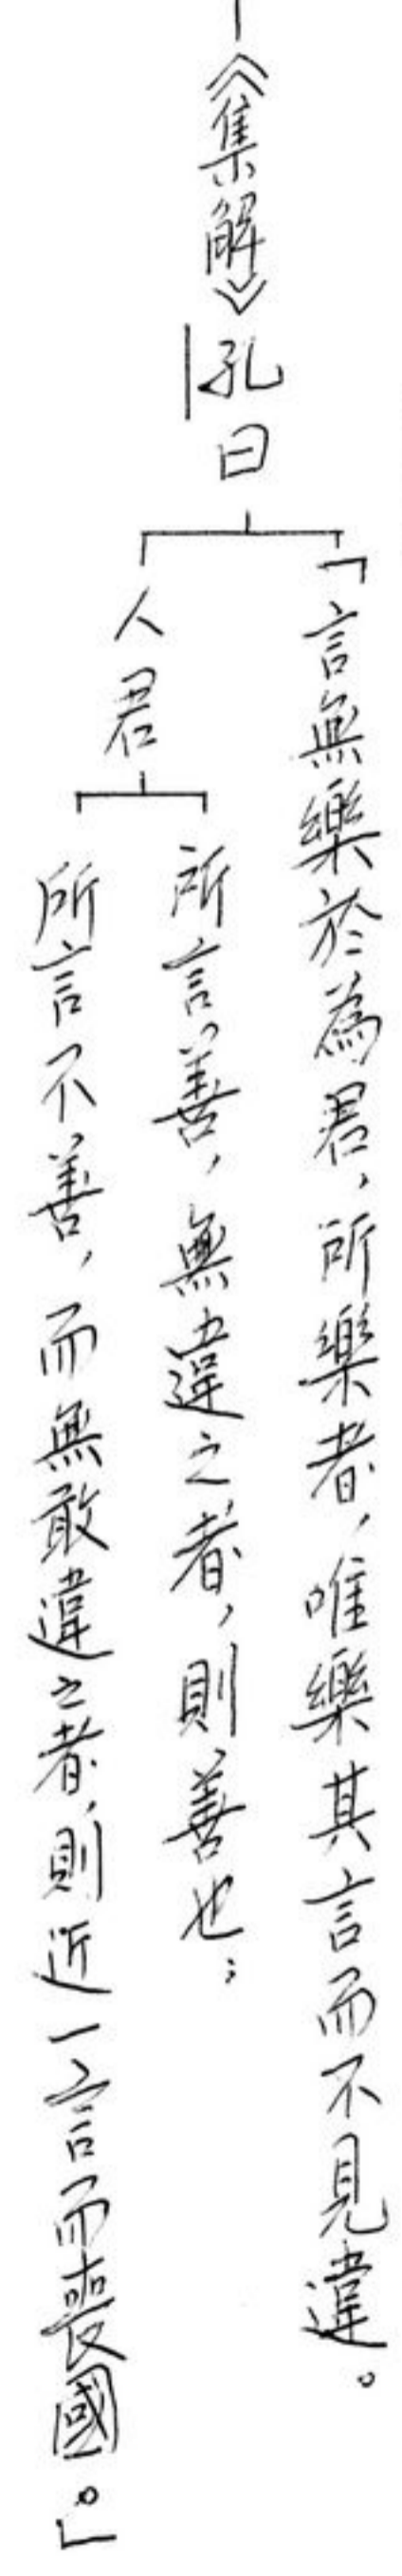 《集解》孔曰
「言無樂於為君，所樂者，唯樂其言而不見違。
人君
所言善，無違之者，則善也；
所言不善，而無敢違之者，則近一言而喪國。」